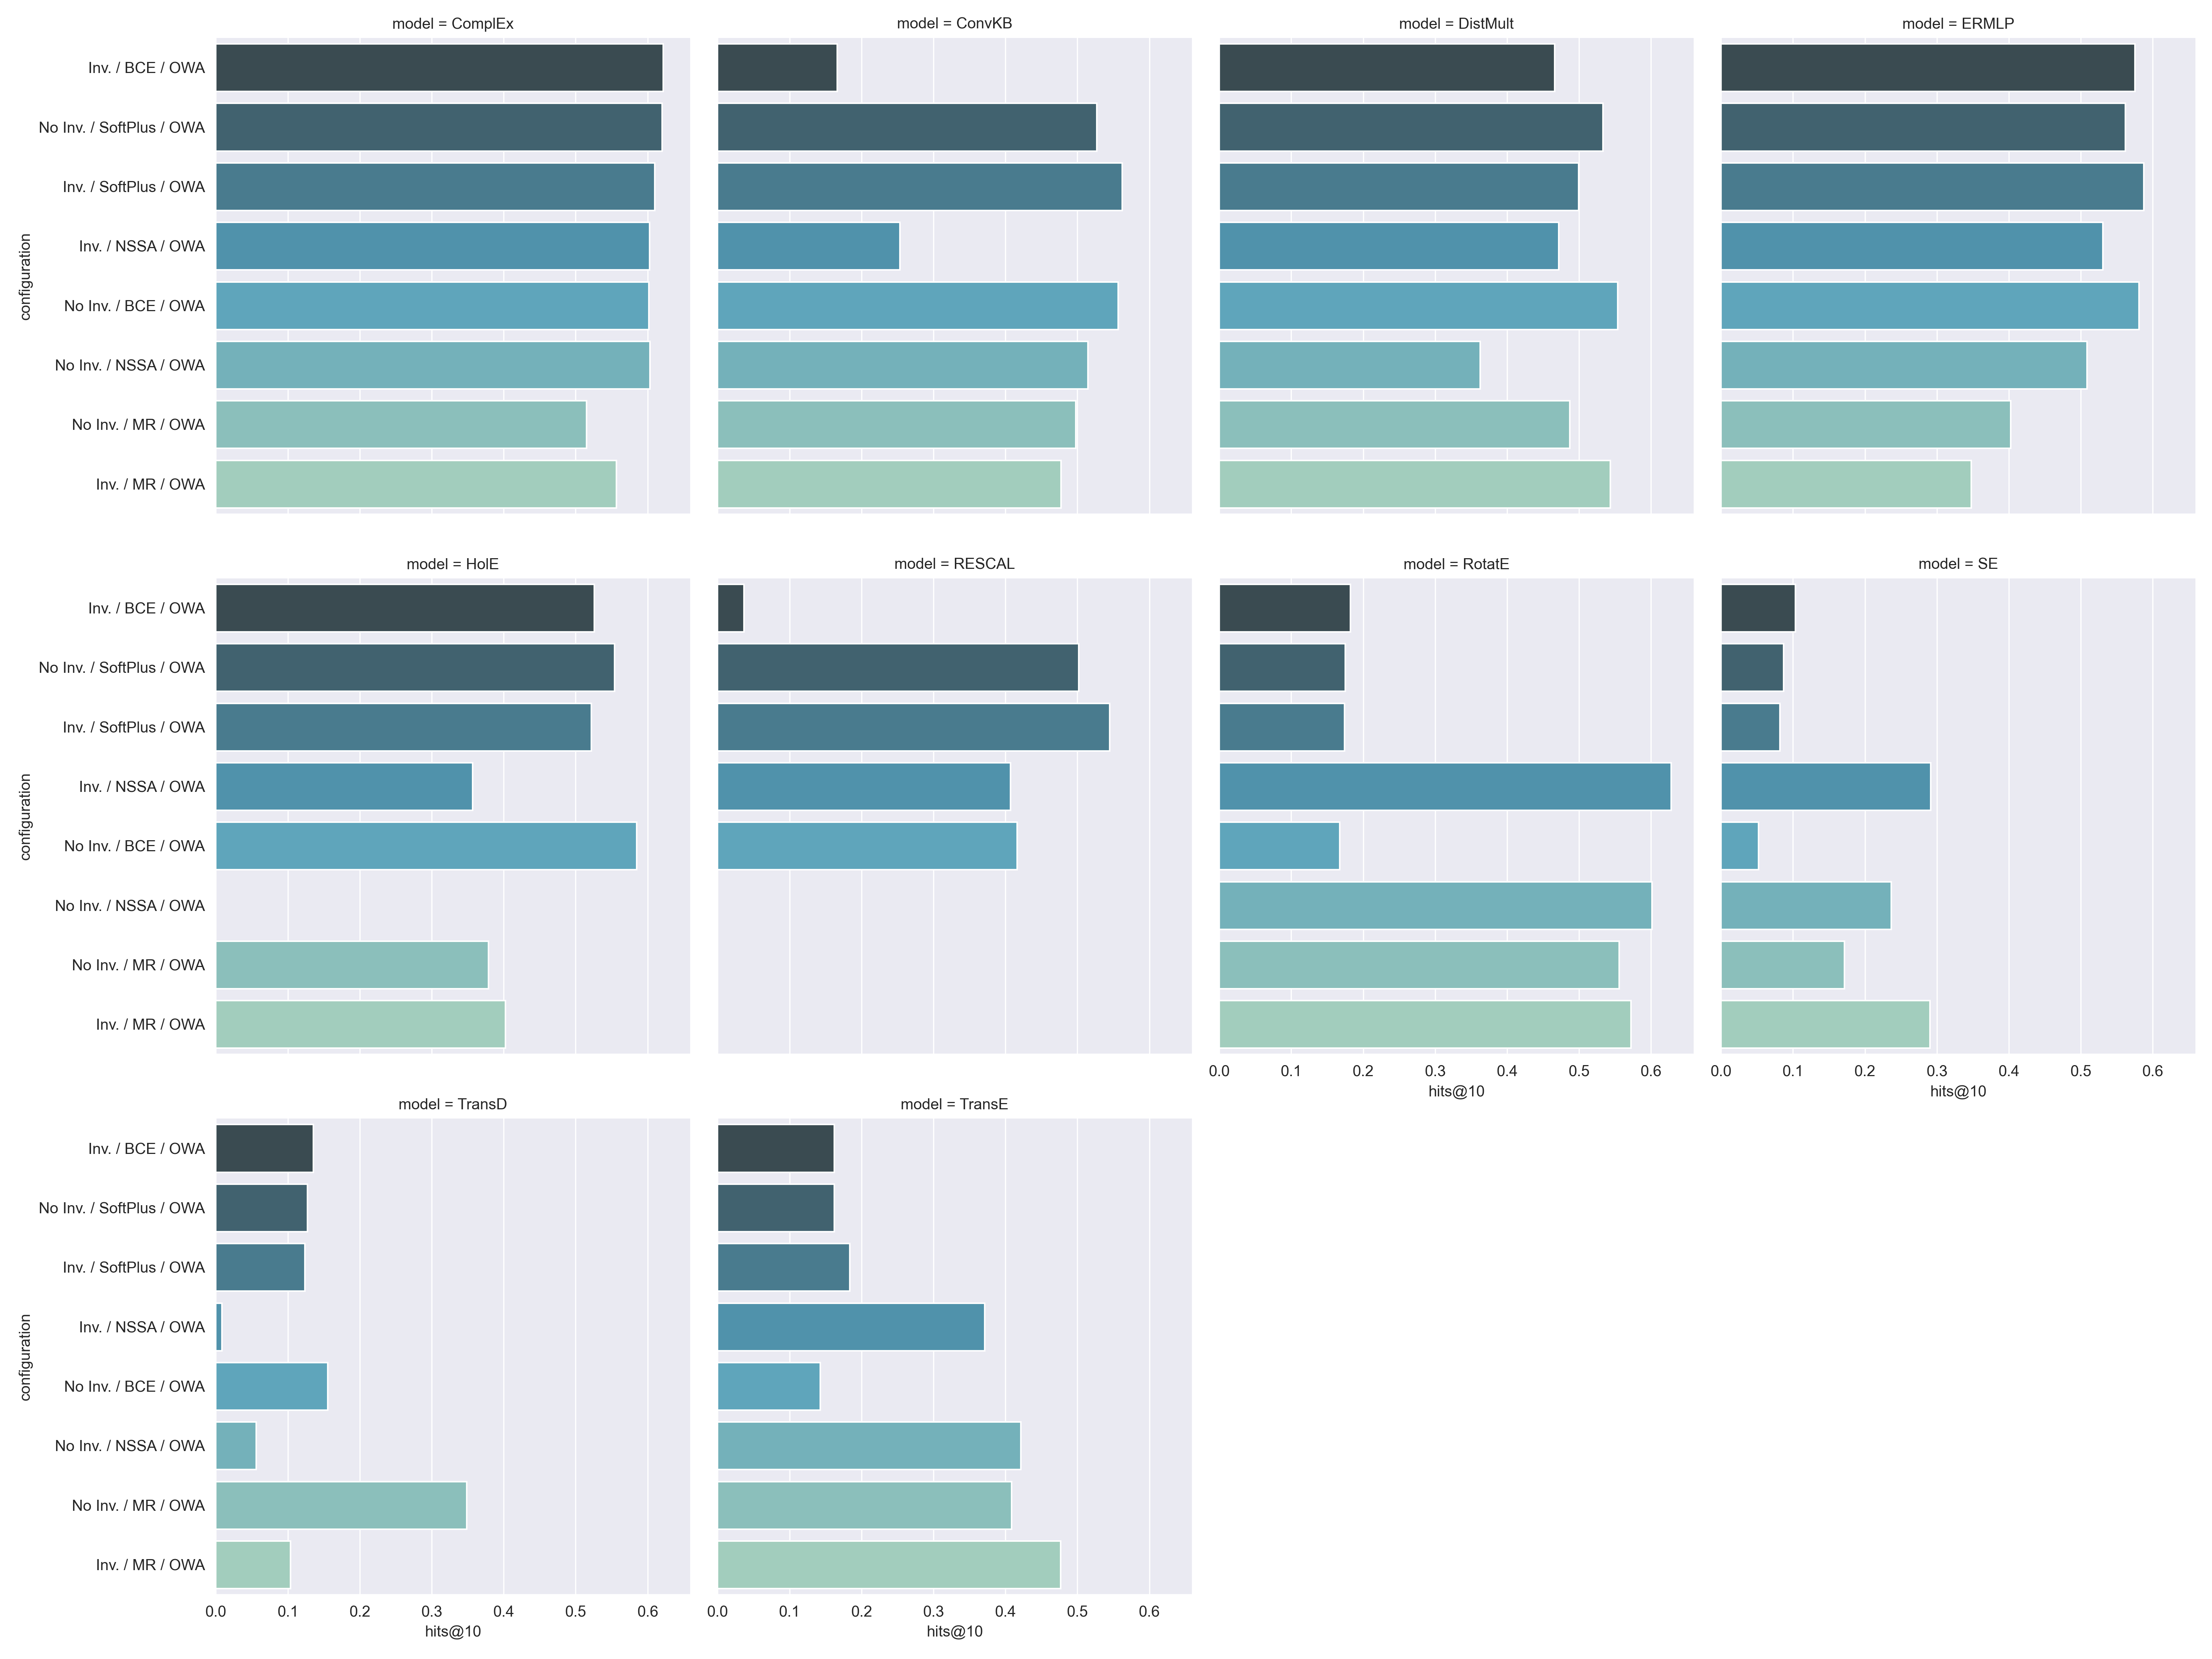 model = ComplEx
model = ConvKB
model = DistMult
model = ERMLP
configuration
Inv. / BCE / OWA
No Inv. / SoftPlus / OWA
Inv. / SoftPlus / OWA
Inv. / NSSA / OWA
No Inv. / BCE / OWA
No Inv. / NSSA / OWA
No Inv. / MR / OWA
Inv. / MR / OWA
model = HolE
model = RESCAL
model = RotatE
model = SE
configuration
Inv. / BCE / OWA
No Inv. / SoftPlus / OWA
Inv. / SoftPlus / OWA
Inv. / NSSA / OWA
No Inv. / BCE / OWA
No Inv. / NSSA / OWA
No Inv. / MR / OWA
Inv. / MR / OWA
0.0 0.1 0.2 0.3 0.4 0.5 0.6
hits@10
0.0 0.1 0.2 0.3 0.4 0.5 0.6
hits@10
model = TransD
model = TransE
configuration
Inv. / BCE / OWA
No Inv. / SoftPlus / OWA
Inv. / SoftPlus / OWA
Inv. / NSSA / OWA
No Inv. / BCE / OWA
No Inv. / NSSA / OWA
No Inv. / MR / OWA
Inv. / MR / OWA
0.0 0.1 0.2 0.3 0.4 0.5 0.6
hits@10
0.0 0.1 0.2 0.3 0.4 0.5 0.6
hits@10